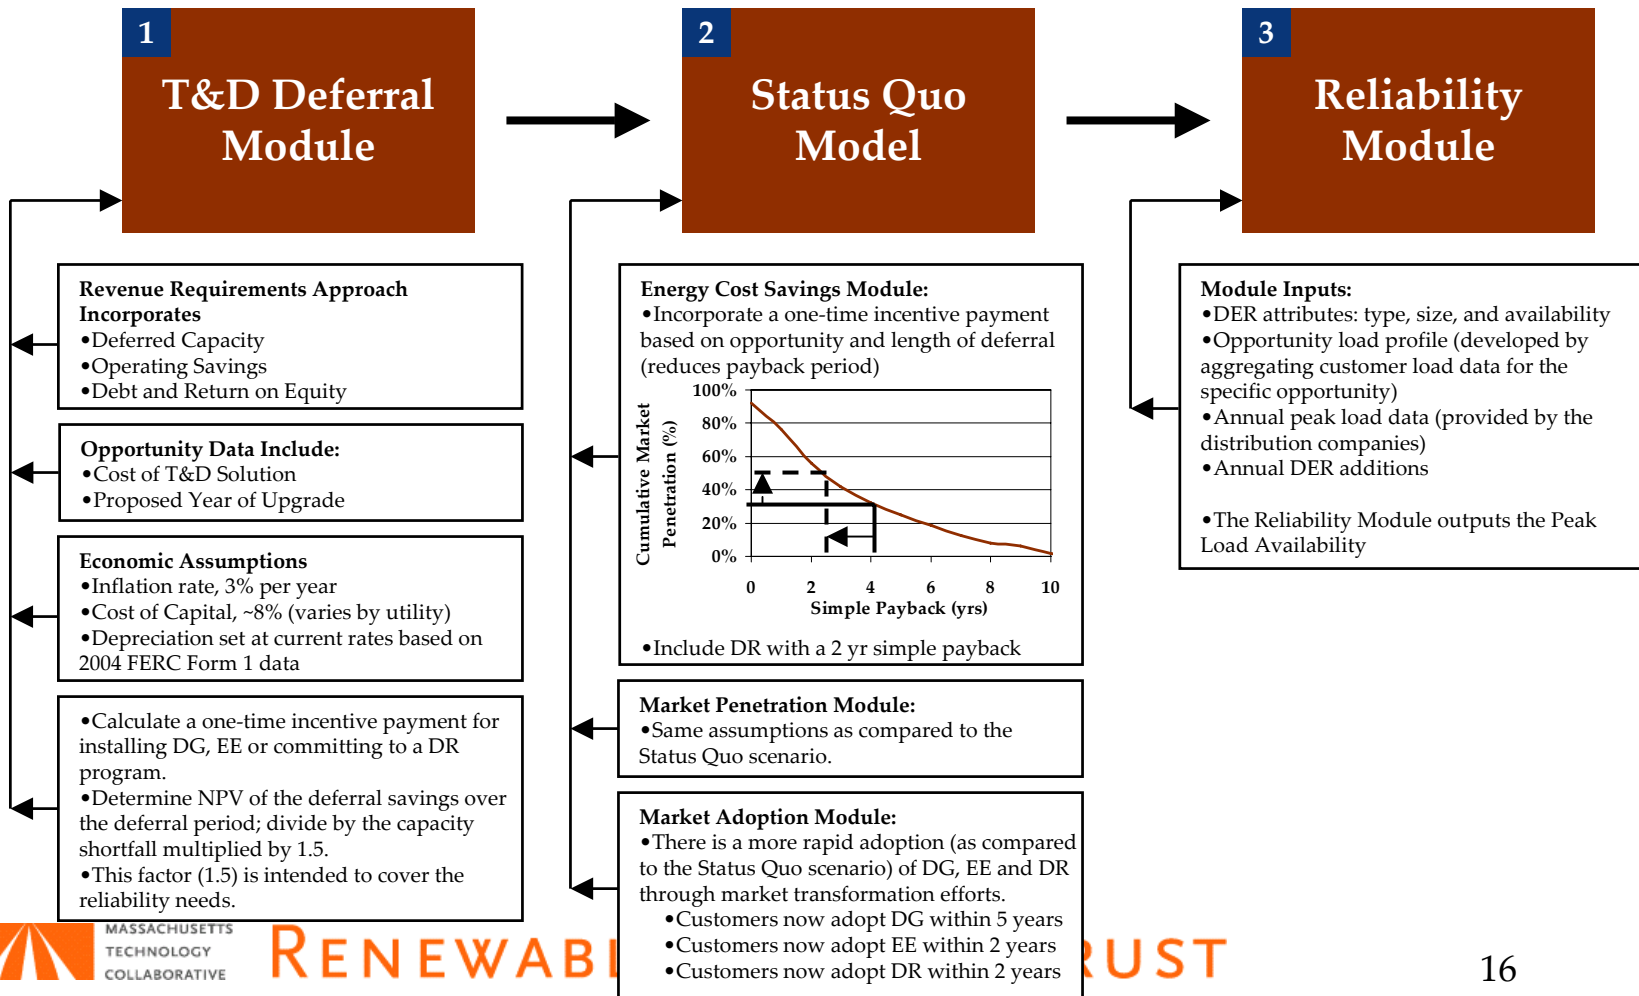 1
T&D Deferral
Module
2
Status Quo
Model
3
Reliability
Module
Revenue Requirements Approach
Incorporates
•Deferred Capacity
•Operating Savings
•Debt and Return on Equity
Opportunity Data Include:
•Cost of T&D Solution
•Proposed Year of Upgrade
Economic Assumptions
•Inflation rate, 3% per year
•Cost of Capital, ~8% (varies by utility)
•Depreciation set at current rates based on
2004 FERC Form 1 data
•Calculate a one-time incentive payment for
installing DG, EE or committing to a DR
program.
•Determine NPV of the deferral savings over
the deferral period; divide by the capacity
shortfall multiplied by 1.5.
•This factor (1.5) is intended to cover the
reliability needs.
Energy Cost Savings Module:
•Incorporate a one-time incentive payment
based on opportunity and length of deferral
(reduces payback period)
Cumulative Market
Penetration (%)
100%
80%
60%
40%
20%
0%
0 2 4 6 8 10
Simple Payback (yrs)
•Include DR with a 2 yr simple payback
Market Penetration Module:
•Same assumptions as compared to the
Status Quo scenario.
Market Adoption Module:
•There is a more rapid adoption (as compared
to the Status Quo scenario) of DG, EE and DR
through market transformation efforts.
•Customers now adopt DG within 5 years
•Customers now adopt EE within 2 years
•Customers now adopt DR within 2 years
Module Inputs:
•DER attributes: type, size, and availability
•Opportunity load profile (developed by
aggregating customer load data for the
specific opportunity)
•Annual peak load data (provided by the
distribution companies)
•Annual DER additions
•The Reliability Module outputs the Peak
Load Availability
MASSACHUSETTS
TECHNOLOGY
COLLABORATIVE
RENEWABL RUST
16